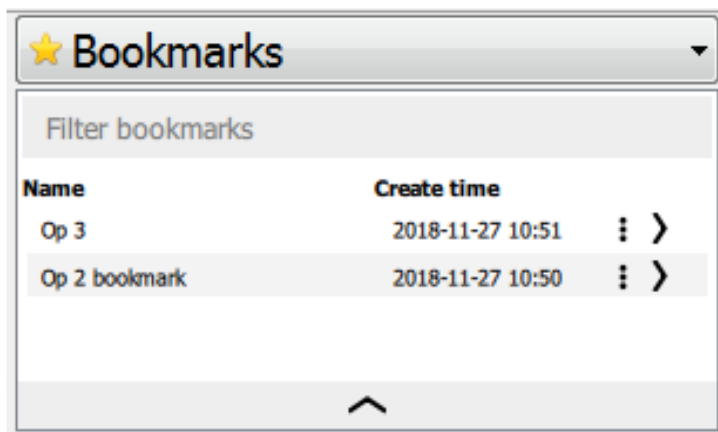 Bookmarks
Filter bookmarks
Name Create time
Op 3 2018-11-27 10:51
Op 2 bookmark 2018-11-27 10:50